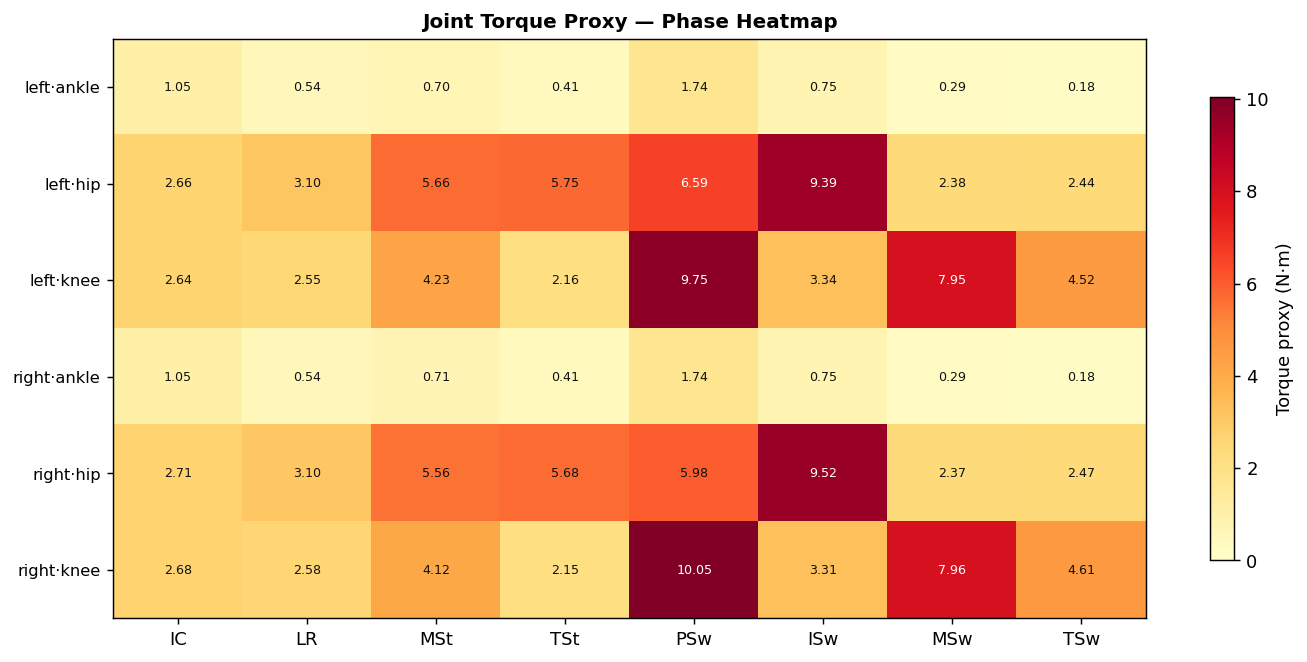 Joint Torque Proxy — Phase Heatmap
left·ankle 1.05 0.54 0.70 0.41 1.74 0.75 0.29 0.18
left·hip 2.66 3.10 5.66 5.75 6.59 9.39 2.38 2.44
left·knee 2.64 2.55 4.23 2.16 9.75 3.34 7.95 4.52
right·ankle 1.05 0.54 0.71 0.41 1.74 0.75 0.29 0.18
right·hip 2.71 3.10 5.56 5.68 5.98 9.52 2.37 2.47
right·knee 2.68 2.58 4.12 2.15 10.05 3.31 7.96 4.61
IC LR MSt TSt PSw ISw MSw TSw
10
8
6
4
2
0
Torque proxy (N·m)